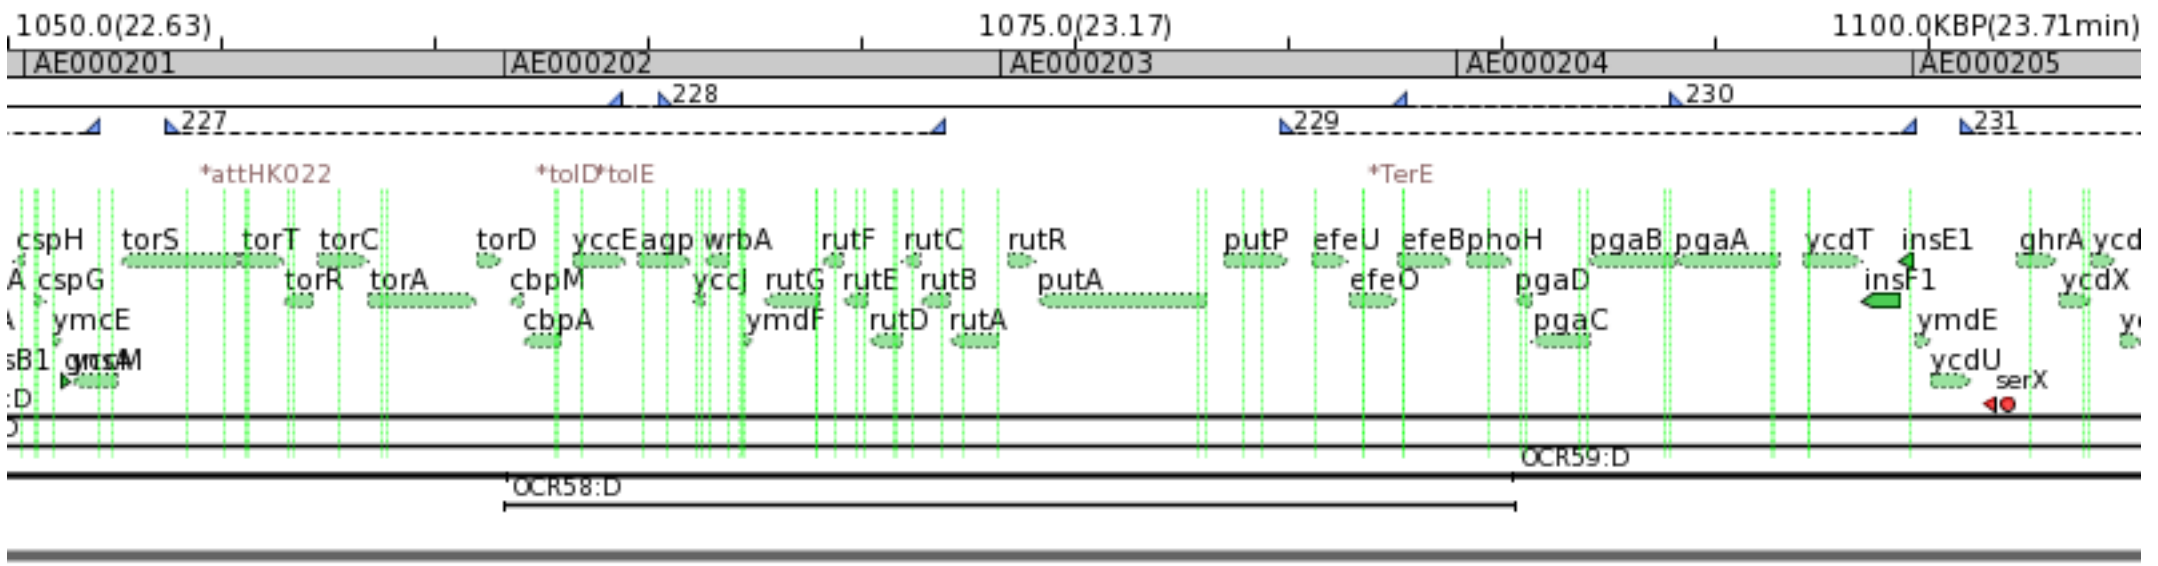 1050.0(22.63) 1075.0(23.17) 1100.0KBP(23.71min)
AE000201 AE000202 AE000203 AE000204 AE000205
228 230
227 229 231
*attHK022 *tolD *tolE *TerE
cspH torS torT torC torD yccE agp wrbA rutF rutC rutR putP efeU efeB phoH pgaB pgaA ycdT insE1 ghrA ycd
A cspG torR torA cbpM yccJ rutG rutE rutB putA efeO pgaD insF1 ycdX
ymcE cbpA ymdF rutD rutA pgaC ymdE
sB1 ycdU serX
:D
OCR59:D
OCR58:D